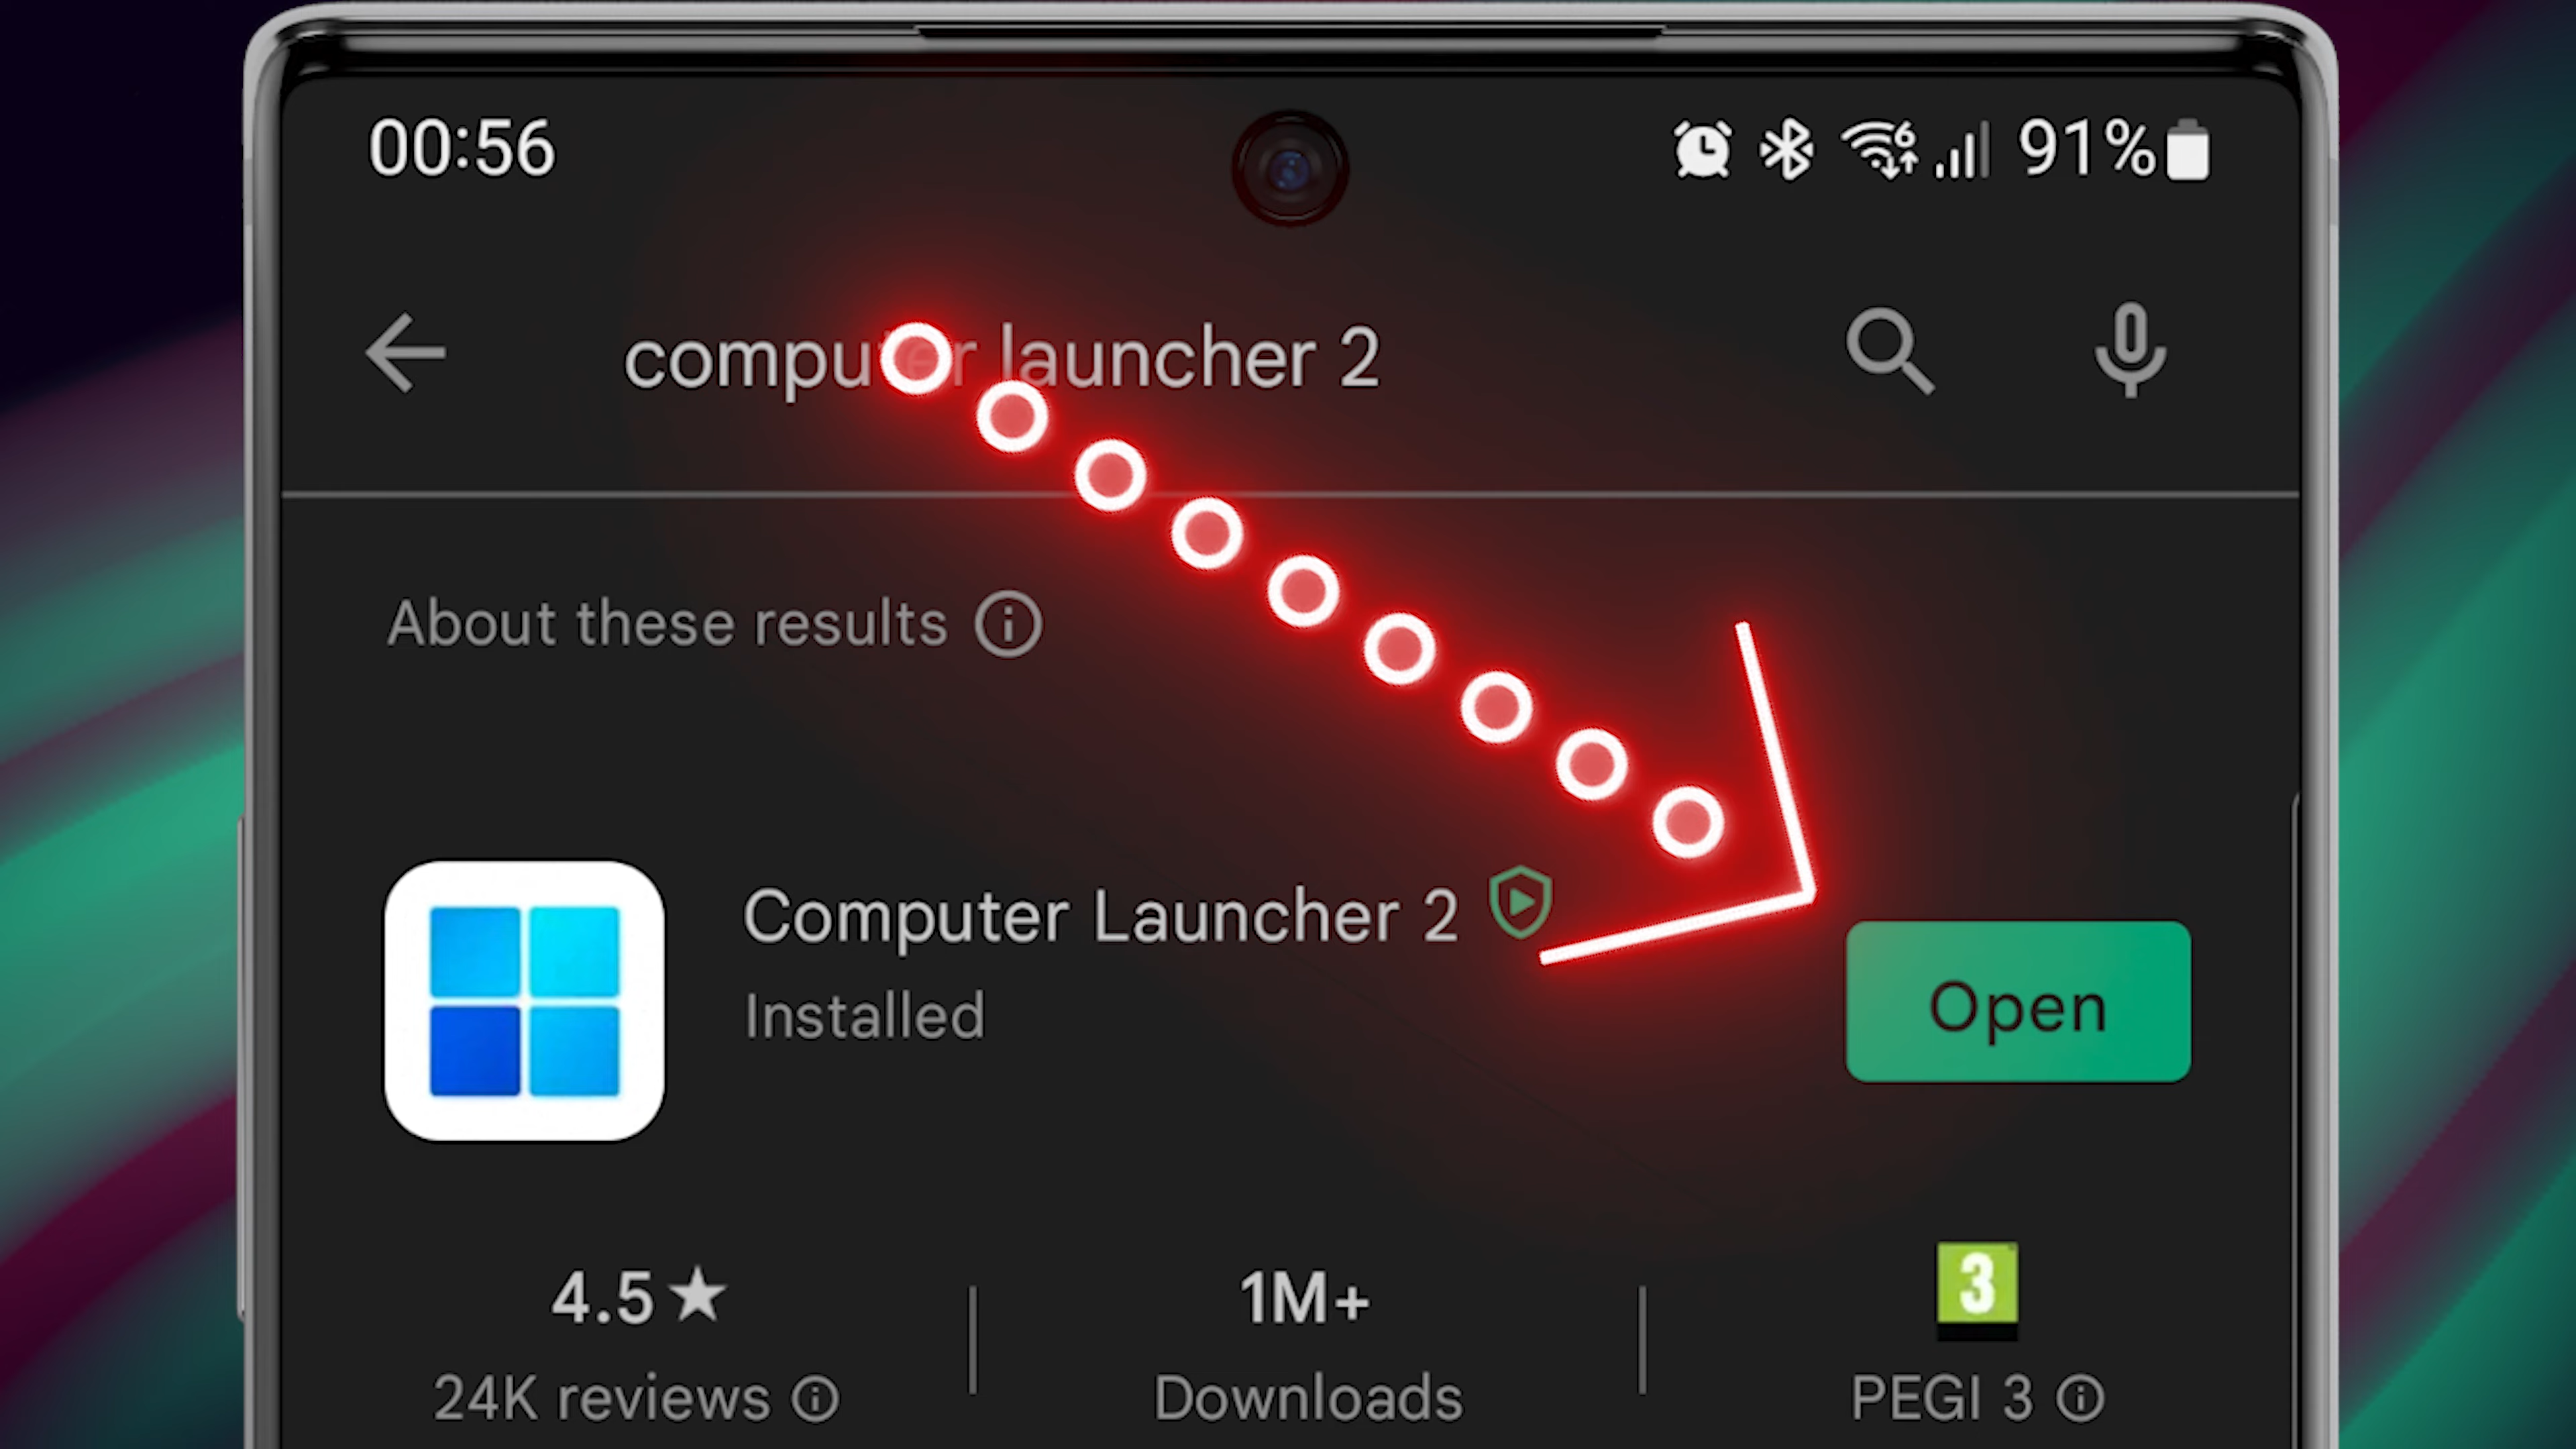 00:56
6 91%
computer launcher 2
About these results
Computer Launcher 2
Installed
Open
4.5★
1M+
3
24K reviews
Downloads
PEGI 3